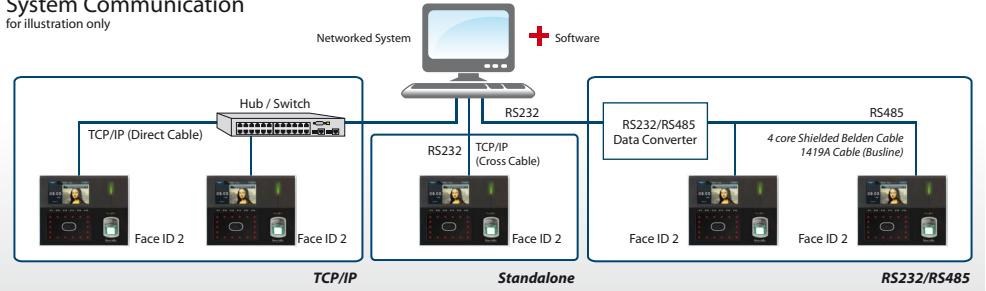 System Communication
for illustration only
Networked System
Software
Hub / Switch
TCP/IP (Direct Cable)
RS232
RS232
TCP/IP
(Cross Cable)
RS232/RS485
Data Converter
RS485
4 core Shielded Belden Cable
1419A Cable (Busline)
Face ID 2
Face ID 2
Face ID 2
Face ID 2
Face ID 2
TCP/IP
Standalone
RS232/RS485